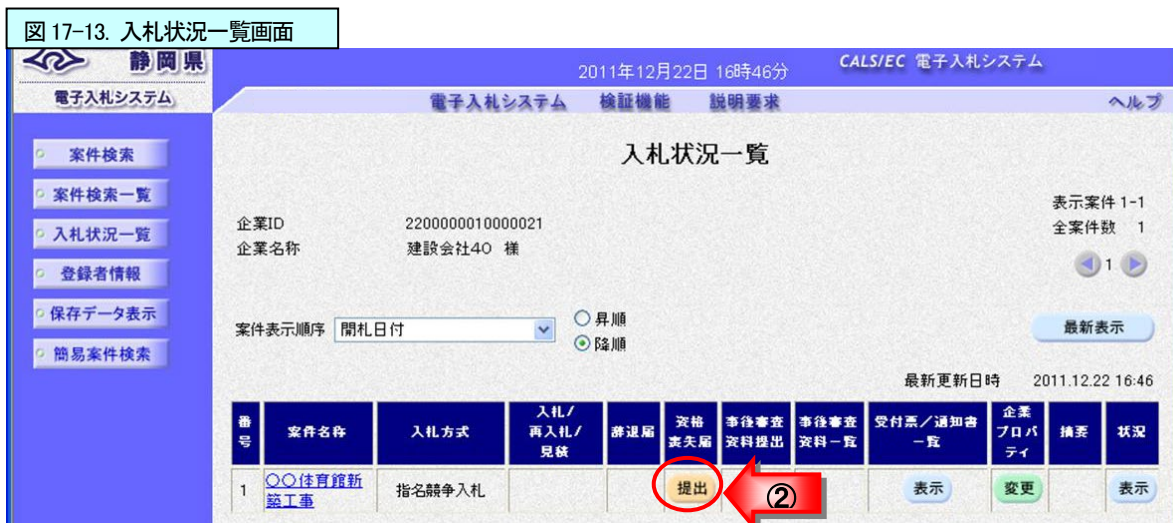 図 17-13. 入札状況一覧画面
静岡県
電子入札システム
2011年12月22日 16時46分
CALS/EC 電子入札システム
電子入札システム 検証機能 説明要求 ヘルプ
案件検索
案件検索一覧
入札状況一覧
登録者情報
保存データ表示
簡易案件検索
入札状況一覧
表示案件 1-1
全案件数 1
企業ID 2200000010000021
企業名称 建設会社40 様
1
案件表示順序 開札日付
昇順
降順
最新表示
最新更新日時 2011.12.22 16:46
番号 案件名称 入札方式 入札/再入札/見積 辞退届 資格喪失届 事後審査資料提出 事後審査資料一覧 受付票/通知書一覧 企業プロパティ 摘要 状況
1 〇〇体育館新築工事 指名競争入札 提出 表示 変更 表示
②